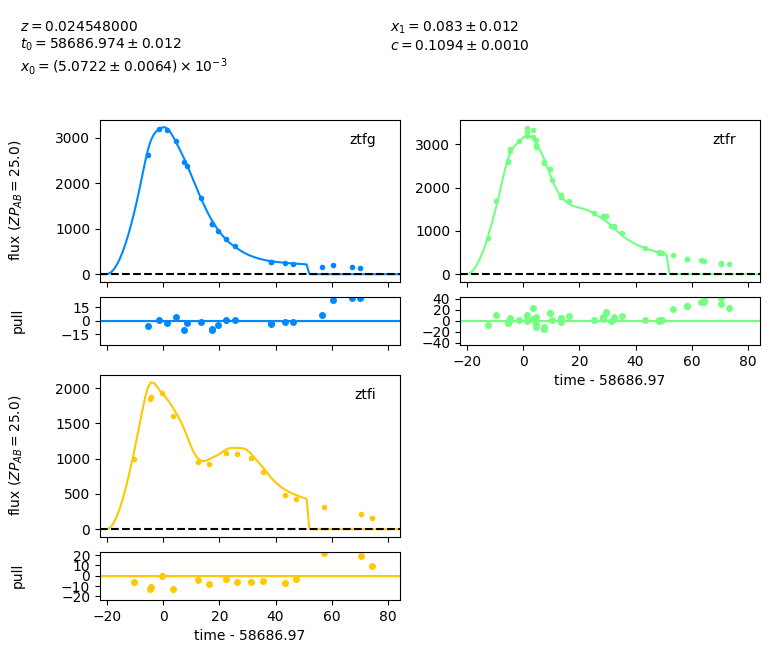 z = 0.024548000
x₁ = 0.083 ± 0.012
t₀ = 58686.974 ± 0.012
c = 0.1094 ± 0.0010
x₀ = (5.0722 ± 0.0064) × 10⁻³
flux (ZP_AB = 25.0)
ztfg
3000
2000
1000
0
ztfr
3000
2000
1000
0
pull
15
0
−15
40
20
0
−20
−40
−20 0 20 40 60 80
time - 58686.97
flux (ZP_AB = 25.0)
ztfi
2000
1500
1000
500
0
pull
20
10
0
−10
−20
−20 0 20 40 60 80
time - 58686.97